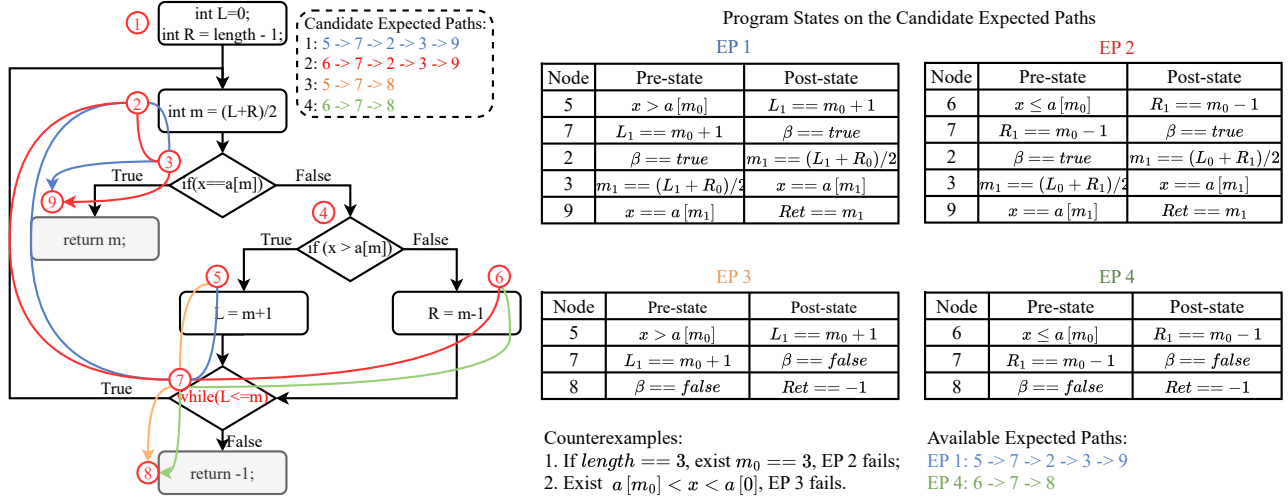 1
int L=0;
int R = length - 1;
Candidate Expected Paths:
1: 5 -> 7 -> 2 -> 3 -> 9
2: 6 -> 7 -> 2 -> 3 -> 9
3: 5 -> 7 -> 8
4: 6 -> 7 -> 8
2
int m = (L+R)/2
3
if(x==a[m])
True
False
9
return m;
4
if (x > a[m])
True
False
5
6
L = m+1
R = m-1
7
while(L<=m)
True
False
8
return -1;
Program States on the Candidate Expected Paths
EP 1
Node Pre-state Post-state
5 x > a [m₀] L₁ == m₀ + 1
7 L₁ == m₀ + 1 β == true
2 β == true m₁ == (L₁ + R₀)/2
3 m₁ == (L₁ + R₀)/2 x == a [m₁]
9 x == a [m₁] Ret == m₁
EP 2
Node Pre-state Post-state
6 x ≤ a [m₀] R₁ == m₀ − 1
7 R₁ == m₀ − 1 β == true
2 β == true m₁ == (L₀ + R₁)/2
3 m₁ == (L₀ + R₁)/2 x == a [m₁]
9 x == a [m₁] Ret == m₁
EP 3
Node Pre-state Post-state
5 x > a [m₀] L₁ == m₀ + 1
7 L₁ == m₀ + 1 β == false
8 β == false Ret == −1
EP 4
Node Pre-state Post-state
6 x ≤ a [m₀] R₁ == m₀ − 1
7 R₁ == m₀ − 1 β == false
8 β == false Ret == −1
Counterexamples:
1. If length == 3, exist m₀ == 3, EP 2 fails;
2. Exist a [m₀] < x < a [0], EP 3 fails.
Available Expected Paths:
EP 1: 5 -> 7 -> 2 -> 3 -> 9
EP 4: 6 -> 7 -> 8